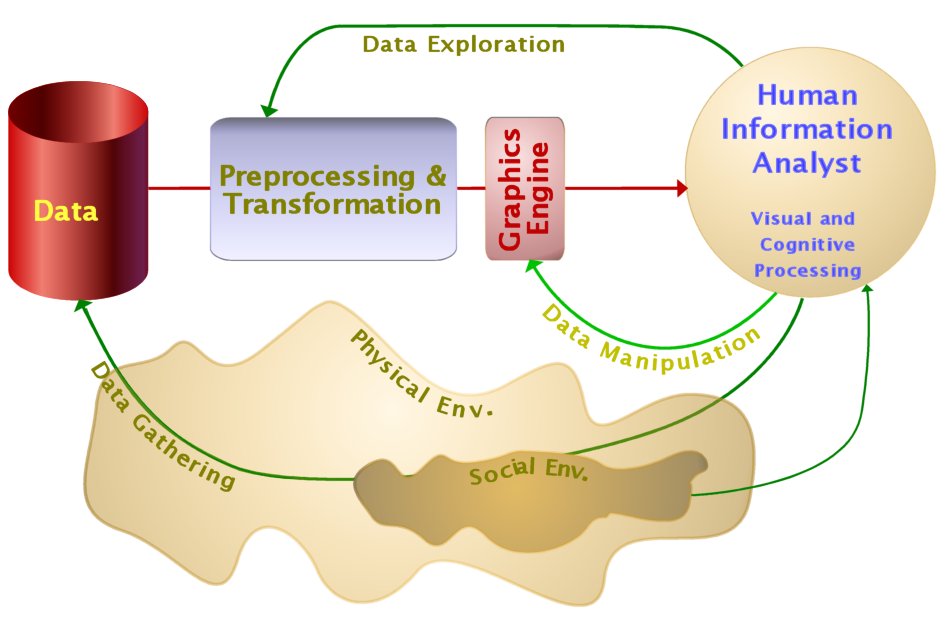 Data Exploration
Human
Information
Analyst
Visual and
Cognitive
Processing
Data
Preprocessing &
Transformation
Graphics
Engine
Data Manipulation
Physical Env.
Data Gathering
Social Env.